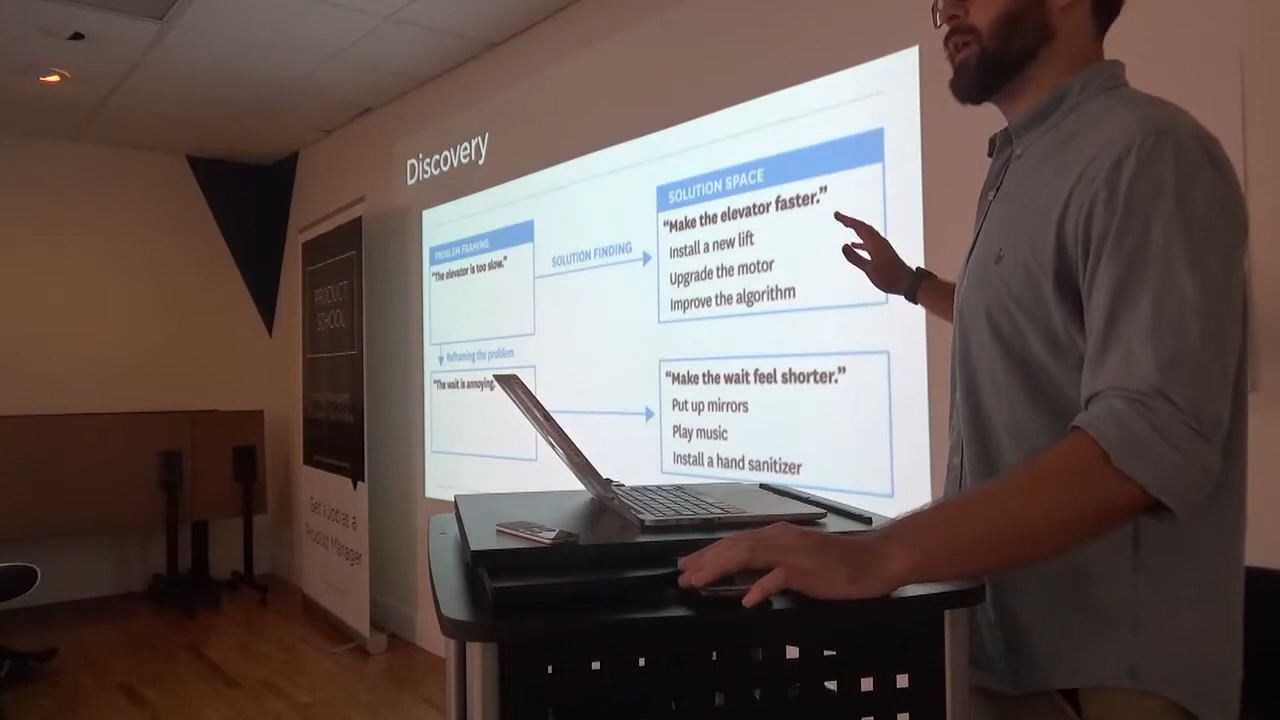 Discovery
PROBLEM FRAMING
"The elevator is too slow."
SOLUTION FINDING
SOLUTION SPACE
"Make the elevator faster."
Install a new lift
Upgrade the motor
Improve the algorithm
Reframing the problem
"The wait is annoying."
"Make the wait feel shorter."
Put up mirrors
Play music
Install a hand sanitizer
PRODUCT
SCHOOL
Get a Job as a
Product Manager